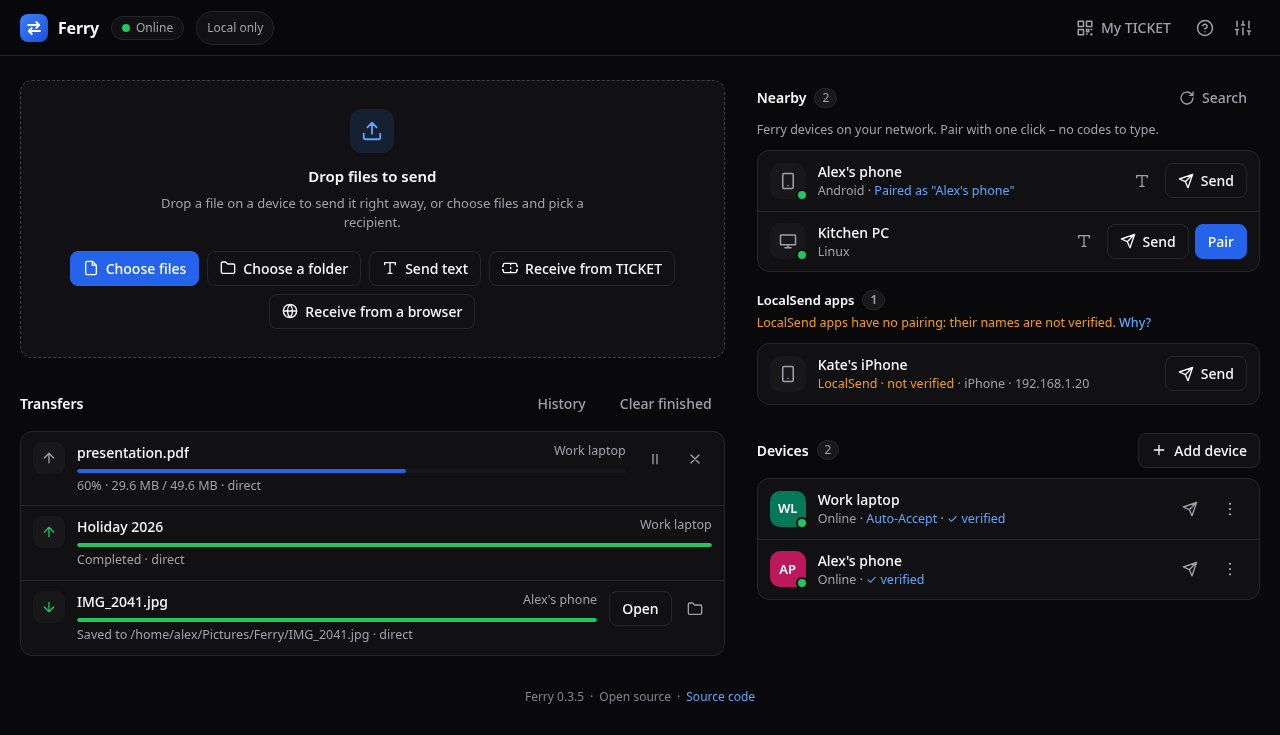 Ferry
Online
Local only
My TICKET
Drop files to send
Drop a file on a device to send it right away, or choose files and pick a
recipient.
Choose files
Choose a folder
Send text
Receive from TICKET
Receive from a browser
Transfers
History
Clear finished
presentation.pdf
Work laptop
60% · 29.6 MB / 49.6 MB · direct
Holiday 2026
Work laptop
Completed · direct
IMG_2041.jpg
Alex's phone
Open
Saved to /home/alex/Pictures/Ferry/IMG_2041.jpg · direct
Nearby 2
Search
Ferry devices on your network. Pair with one click – no codes to type.
Alex's phone
Android · Paired as "Alex's phone"
Send
Kitchen PC
Linux
Send
Pair
LocalSend apps 1
LocalSend apps have no pairing: their names are not verified. Why?
Kate's iPhone
LocalSend · not verified · iPhone · 192.168.1.20
Send
Devices 2
Add device
WL
Work laptop
Online · Auto-Accept · ✓ verified
AP
Alex's phone
Online · ✓ verified
Ferry 0.3.5 · Open source · Source code